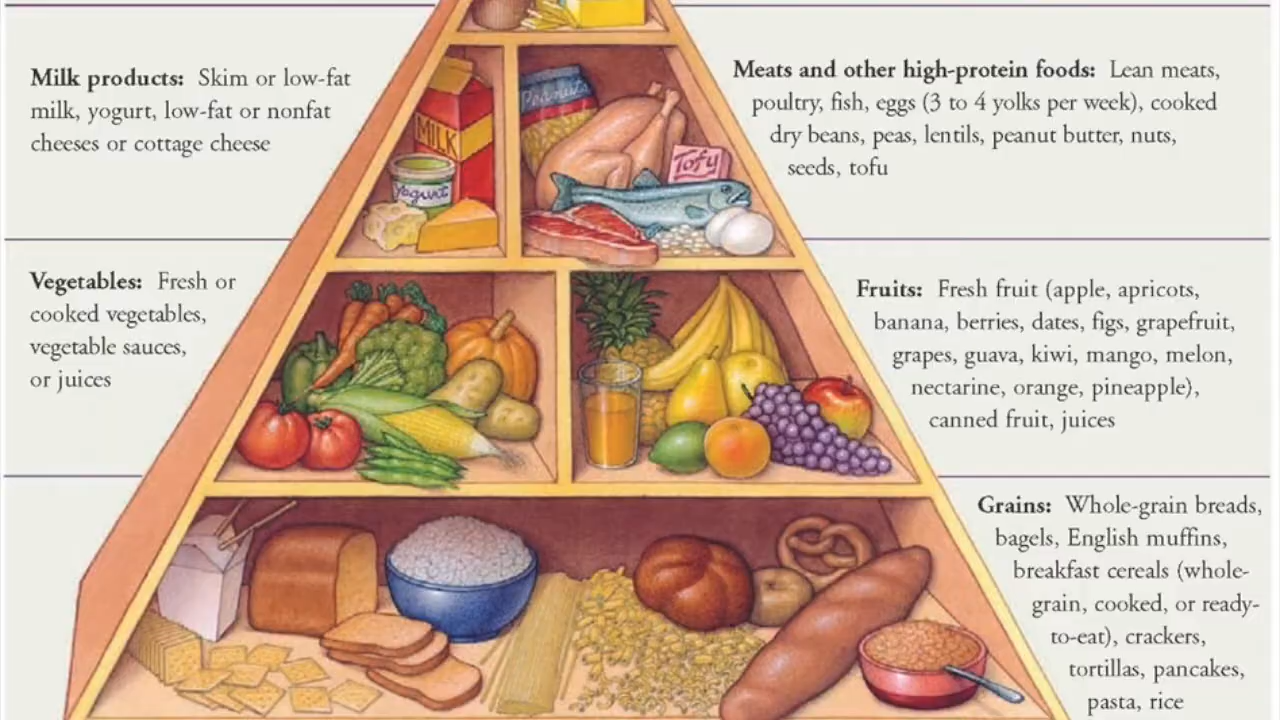 Milk products: Skim or low-fat
milk, yogurt, low-fat or nonfat
cheeses or cottage cheese
Meats and other high-protein foods: Lean meats,
poultry, fish, eggs (3 to 4 yolks per week), cooked
dry beans, peas, lentils, peanut butter, nuts,
seeds, tofu
Peanuts
MILK
Tofu
Yogurt
Vegetables: Fresh or
cooked vegetables,
vegetable sauces,
or juices
Fruits: Fresh fruit (apple, apricots,
banana, berries, dates, figs, grapefruit,
grapes, guava, kiwi, mango, melon,
nectarine, orange, pineapple),
canned fruit, juices
Grains: Whole-grain breads,
bagels, English muffins,
breakfast cereals (whole-
grain, cooked, or ready-
to-eat), crackers,
tortillas, pancakes,
pasta, rice